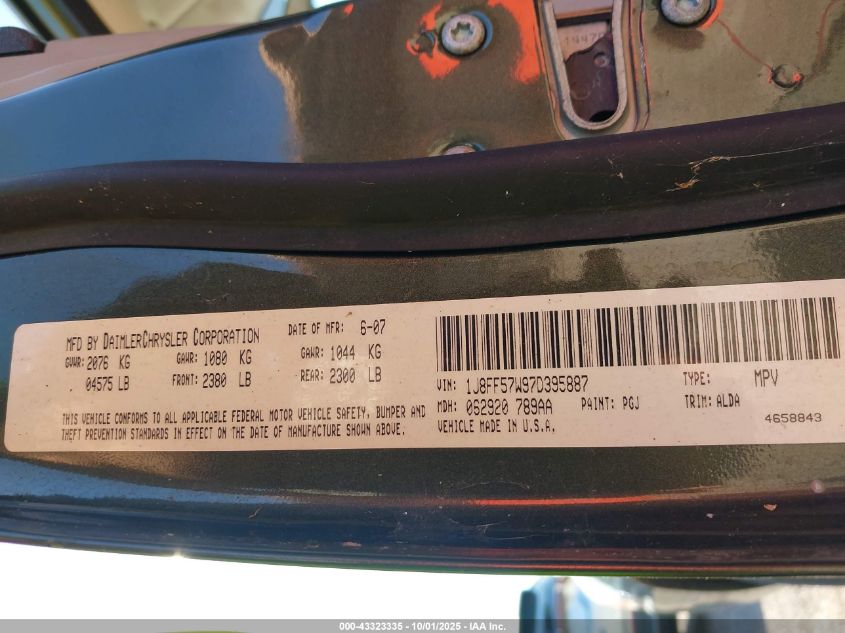 MFD BY DAIMLERCHRYSLER CORPORATION
DATE OF MFR: 6-07
GVWR: 2076 KG
GAWR: 1080 KG
GAWR: 1044 KG
04575 LB
FRONT: 2380 LB
REAR: 2300 LB
THIS VEHICLE CONFORMS TO ALL APPLICABLE FEDERAL MOTOR VEHICLE SAFETY, BUMPER AND
THEFT PREVENTION STANDARDS IN EFFECT ON THE DATE OF MANUFACTURE SHOWN ABOVE.
VIN: 1J8FF57W97D395887
TYPE: MPV
MDH: 062920 789AA
PAINT: PGJ
TRIM: ALDA
VEHICLE MADE IN U.S.A.
4658843
000-43323335 - 10/01/2025 - IAA Inc.